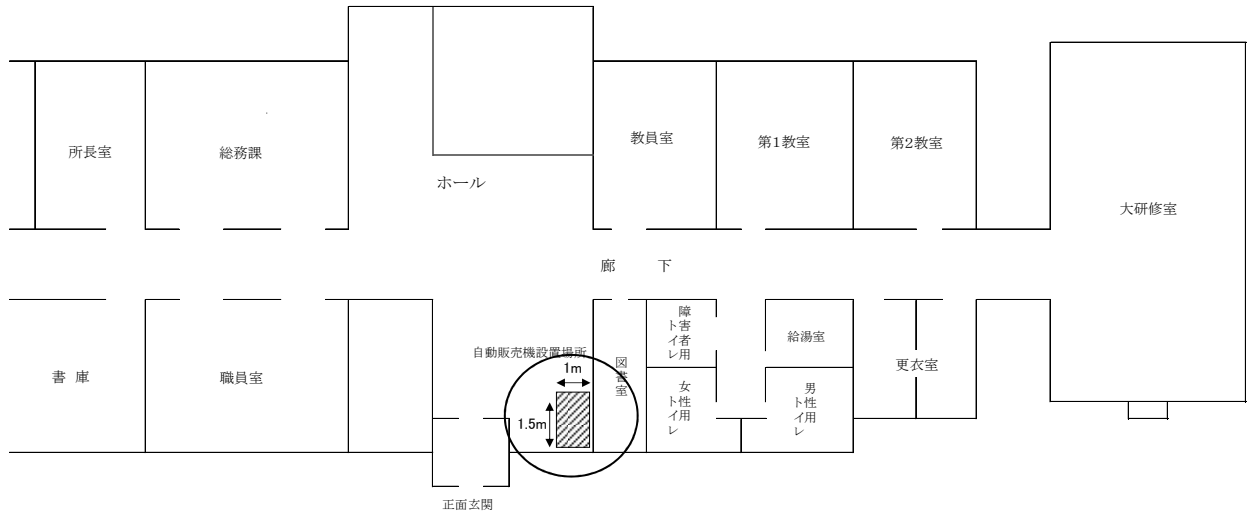 所長室
総務課
ホール
教員室
第1教室
第2教室
大研修室
廊 下
書 庫
職員室
自動販売機設置場所
1m
1.5m
図書室
障害者用
トイレ
給湯室
女性用
トイレ
男性用
トイレ
更衣室
正面玄関